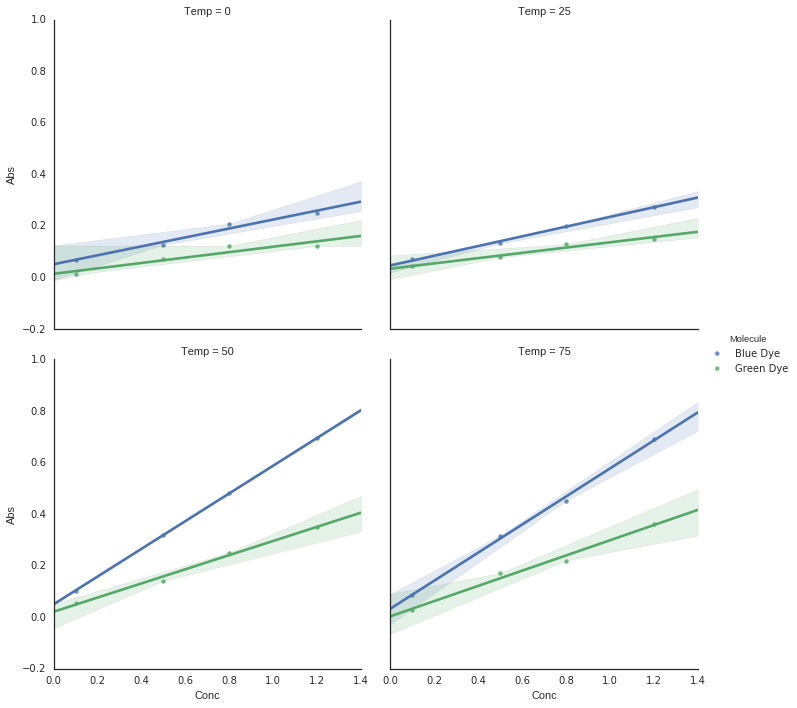 Temp = 0
Temp = 25
1.0
0.8
0.6
0.4
0.2
0.0
−0.2
Abs
Temp = 50
Temp = 75
1.0
0.8
0.6
0.4
0.2
0.0
−0.2
Abs
0.0 0.2 0.4 0.6 0.8 1.0 1.2 1.4
Conc
0.0 0.2 0.4 0.6 0.8 1.0 1.2 1.4
Conc
Molecule
Blue Dye
Green Dye